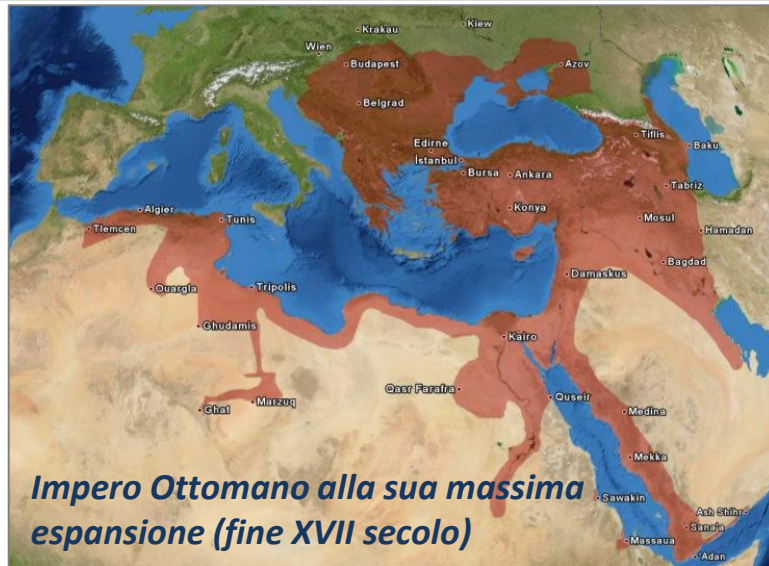 Krakau
Kiew
Wien
Budapest
Azov
Belgrad
Tiflis
Edirne
İstanbul
Baku
Bursa
Ankara
Tabriz
Algier
Tunis
Konya
Mosul
Tlemcen
Hamadan
Bagdad
Damaskus
Ouargla
Tripolis
Ghudamis
Kairo
Qasr Farafra
Quseir
Marzuq
Ghat
Medina
Mekka
Impero Ottomano alla sua massima
espansione (fine XVII secolo)
Sawakin
Ash Shihr
Sana'a
Massaua
'Adan